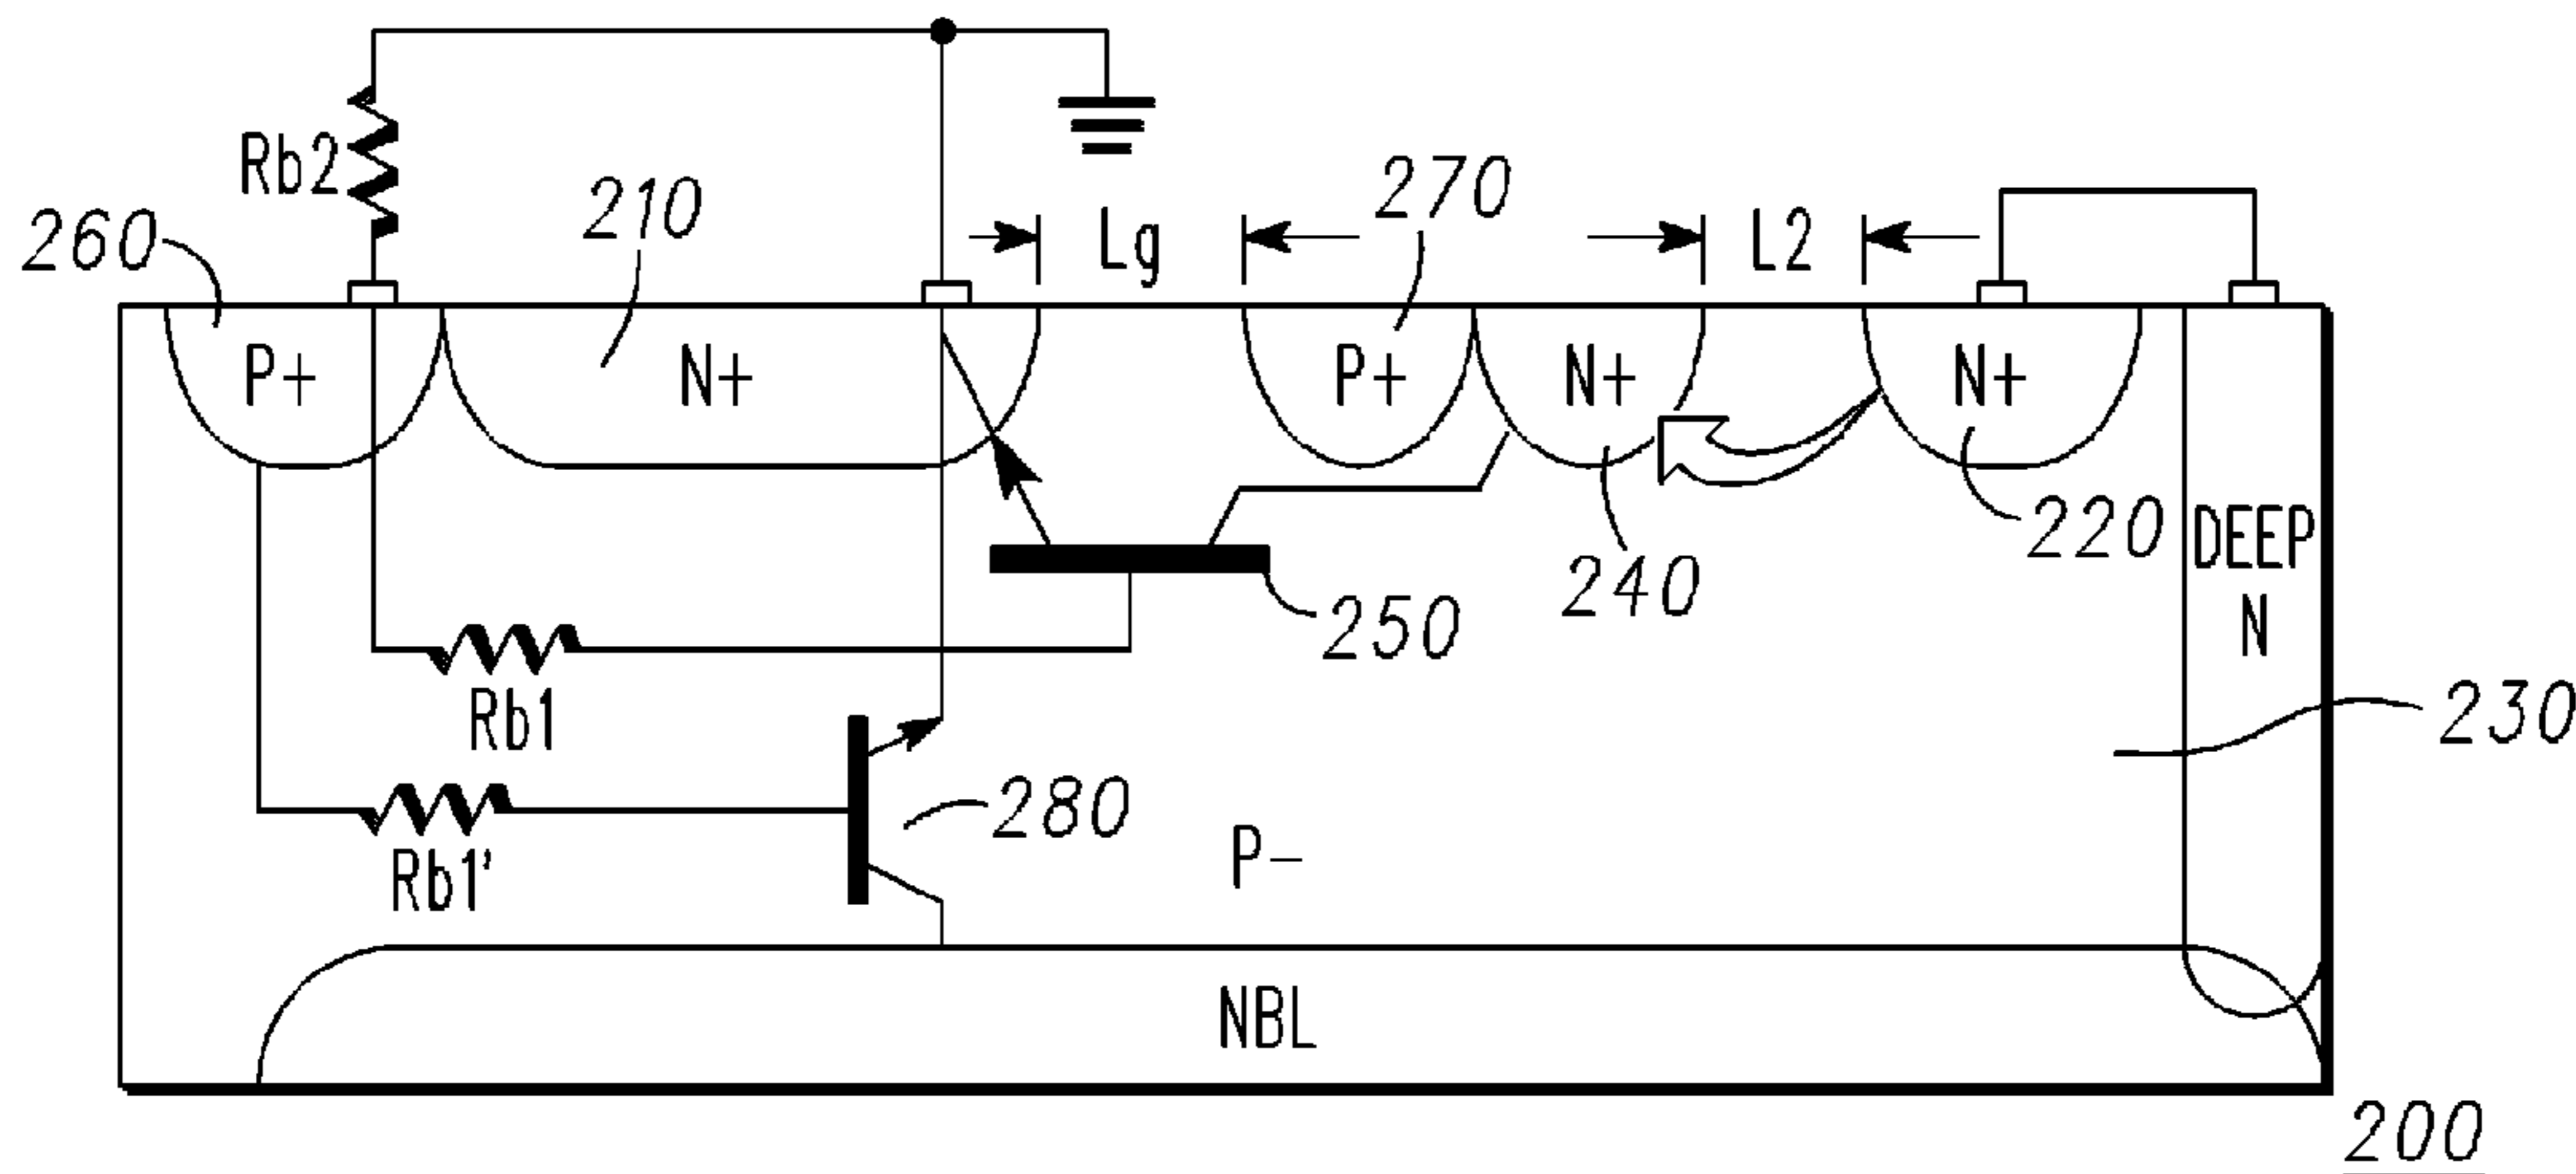 Rb2
260
210
Lg
270
L2
P+
N+
P+
N+
N+
220
DEEP
N
240
250
Rb1
230
280
Rb1'
P-
NBL
200